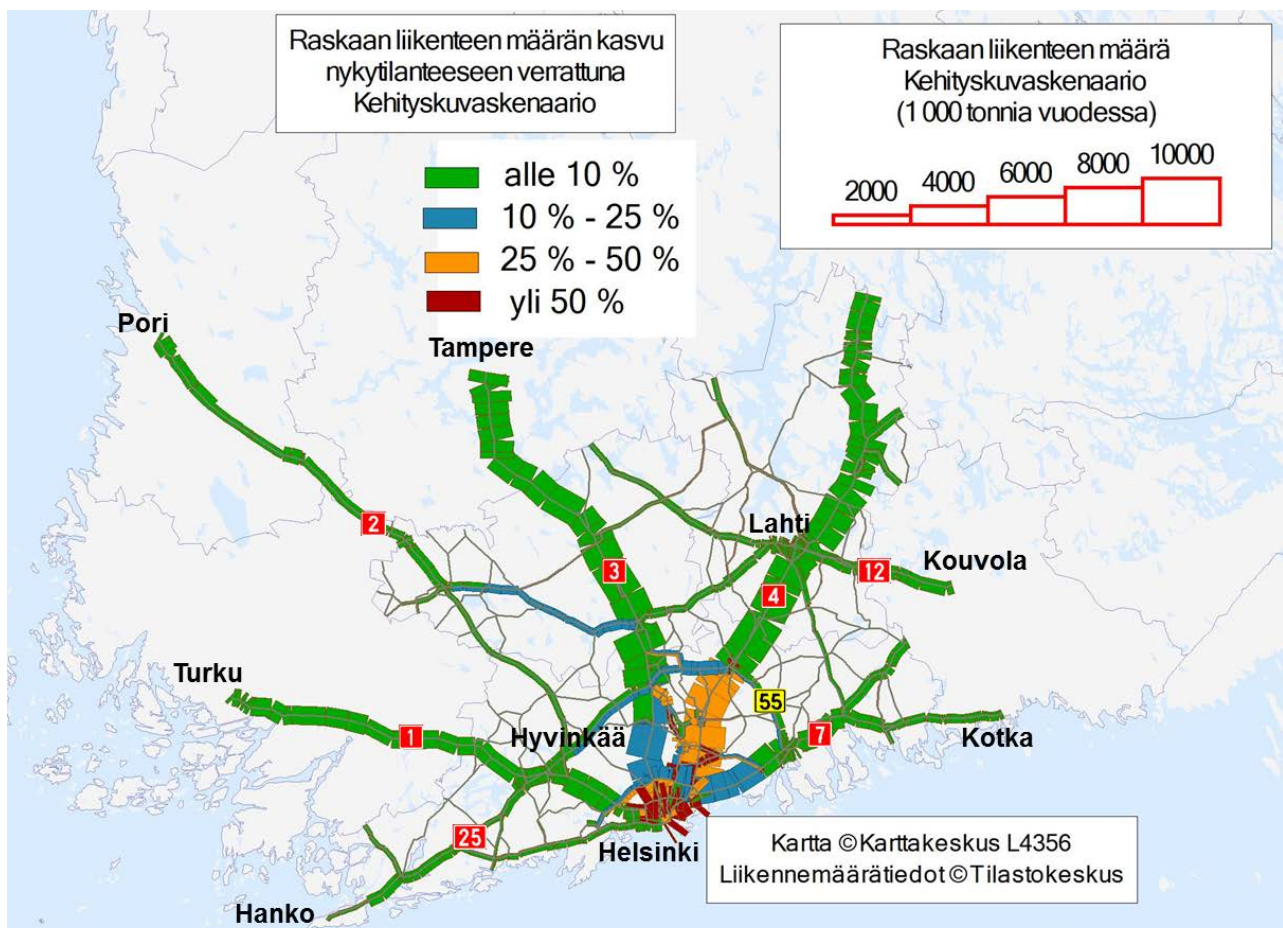 Raskaan liikenteen määrän kasvu
nykytilanteeseen verrattuna
Kehityskuvaskenaario
Raskaan liikenteen määrä
Kehityskuvaskenaario
(1 000 tonnia vuodessa)
2000
4000
6000
8000
10000
alle 10 %
10 % - 25 %
25 % - 50 %
yli 50 %
Pori
Tampere
2
3
Lahti
12
Kouvola
4
Turku
55
1
Hyvinkää
7
Kotka
25
Helsinki
Hanko
Kartta © Karttakeskus L4356
Liikennemäärätiedot © Tilastokeskus